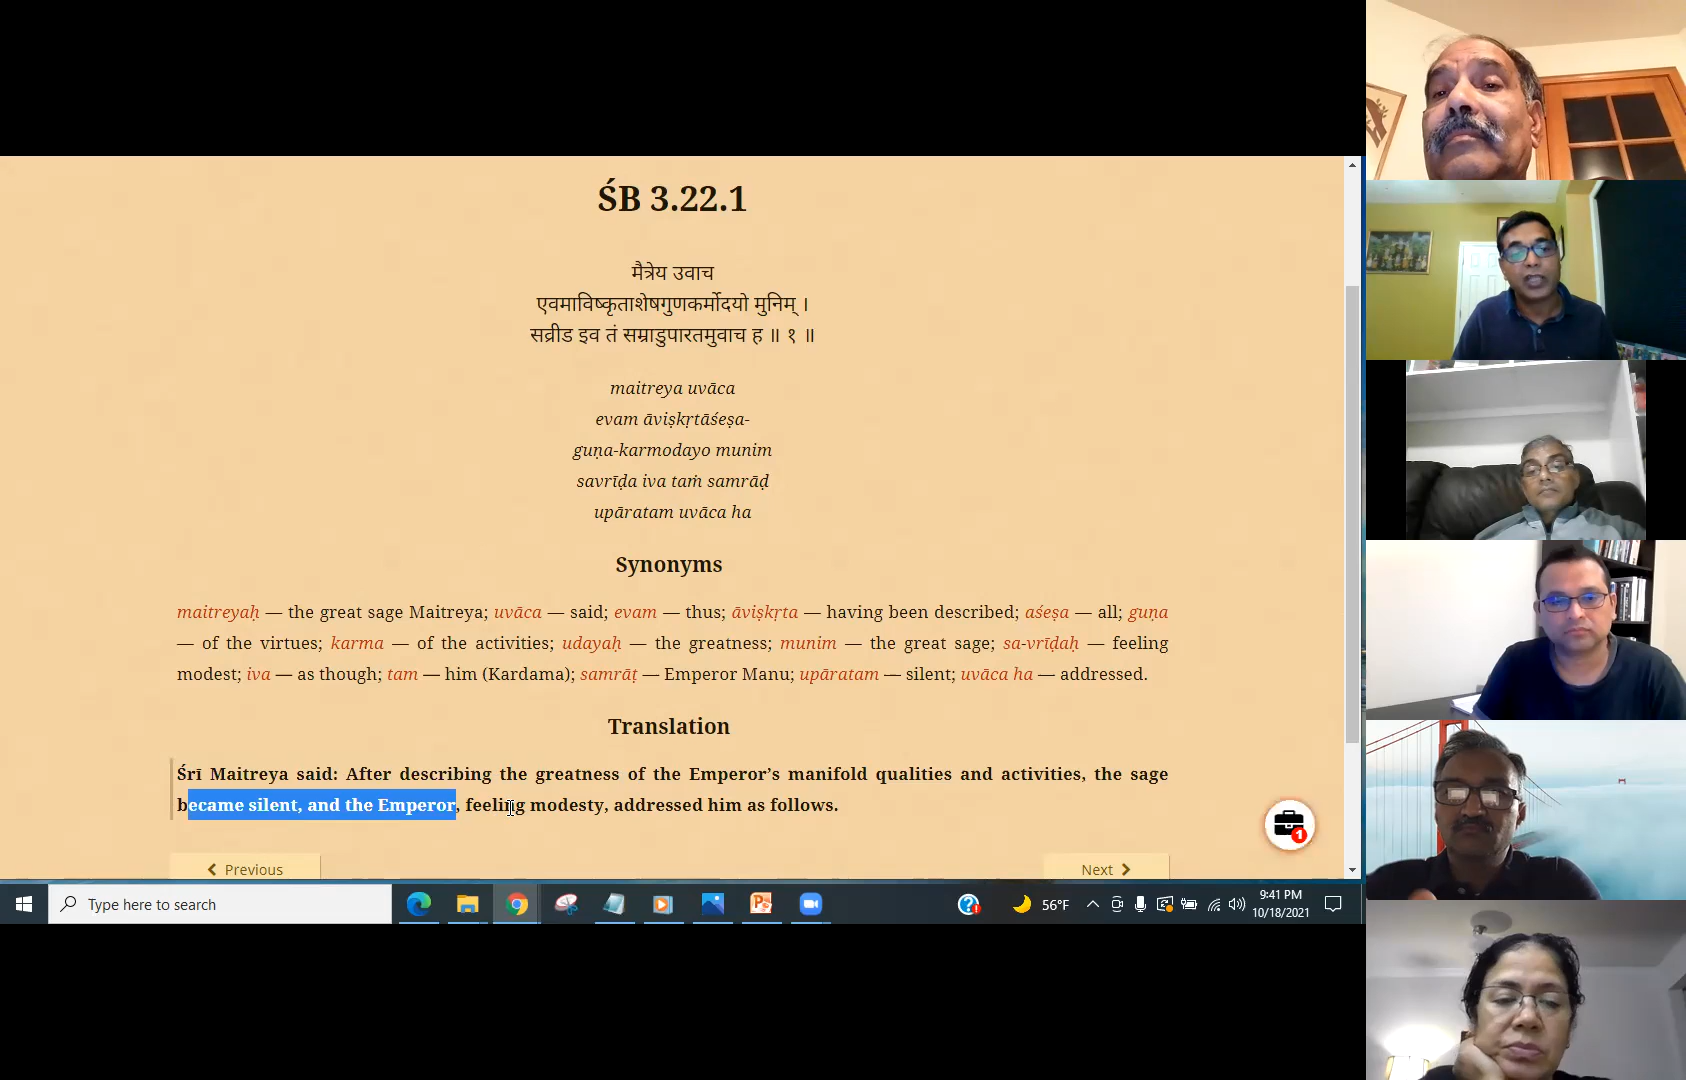 ŚB 3.22.1
मैत्रेय उवाच
एवमाविष्कृताशेषगुणकर्मोदयो मुनिम् ।
सव्रीड इव तं सम्राडुपारतमुवाच ह ॥ १ ॥
maitreya uvāca
evam āviṣkṛtāśeṣa-
guṇa-karmodayo munim
savrīḍa iva taṁ samrāḍ
upāratam uvāca ha
Synonyms
maitreyaḥ — the great sage Maitreya; uvāca — said; evam — thus; āviṣkṛta — having been described; aśeṣa — all; guṇa
— of the virtues; karma — of the activities; udayaḥ — the greatness; munim — the great sage; sa-vrīḍaḥ — feeling
modest; iva — as though; tam — him (Kardama); samrāṭ — Emperor Manu; upāratam — silent; uvāca ha — addressed.
Translation
Śrī Maitreya said: After describing the greatness of the Emperor’s manifold qualities and activities, the sage
became silent, and the Emperor, feeling modesty, addressed him as follows.
1
Previous
Next
Type here to search
56°F
9:41 PM
10/18/2021